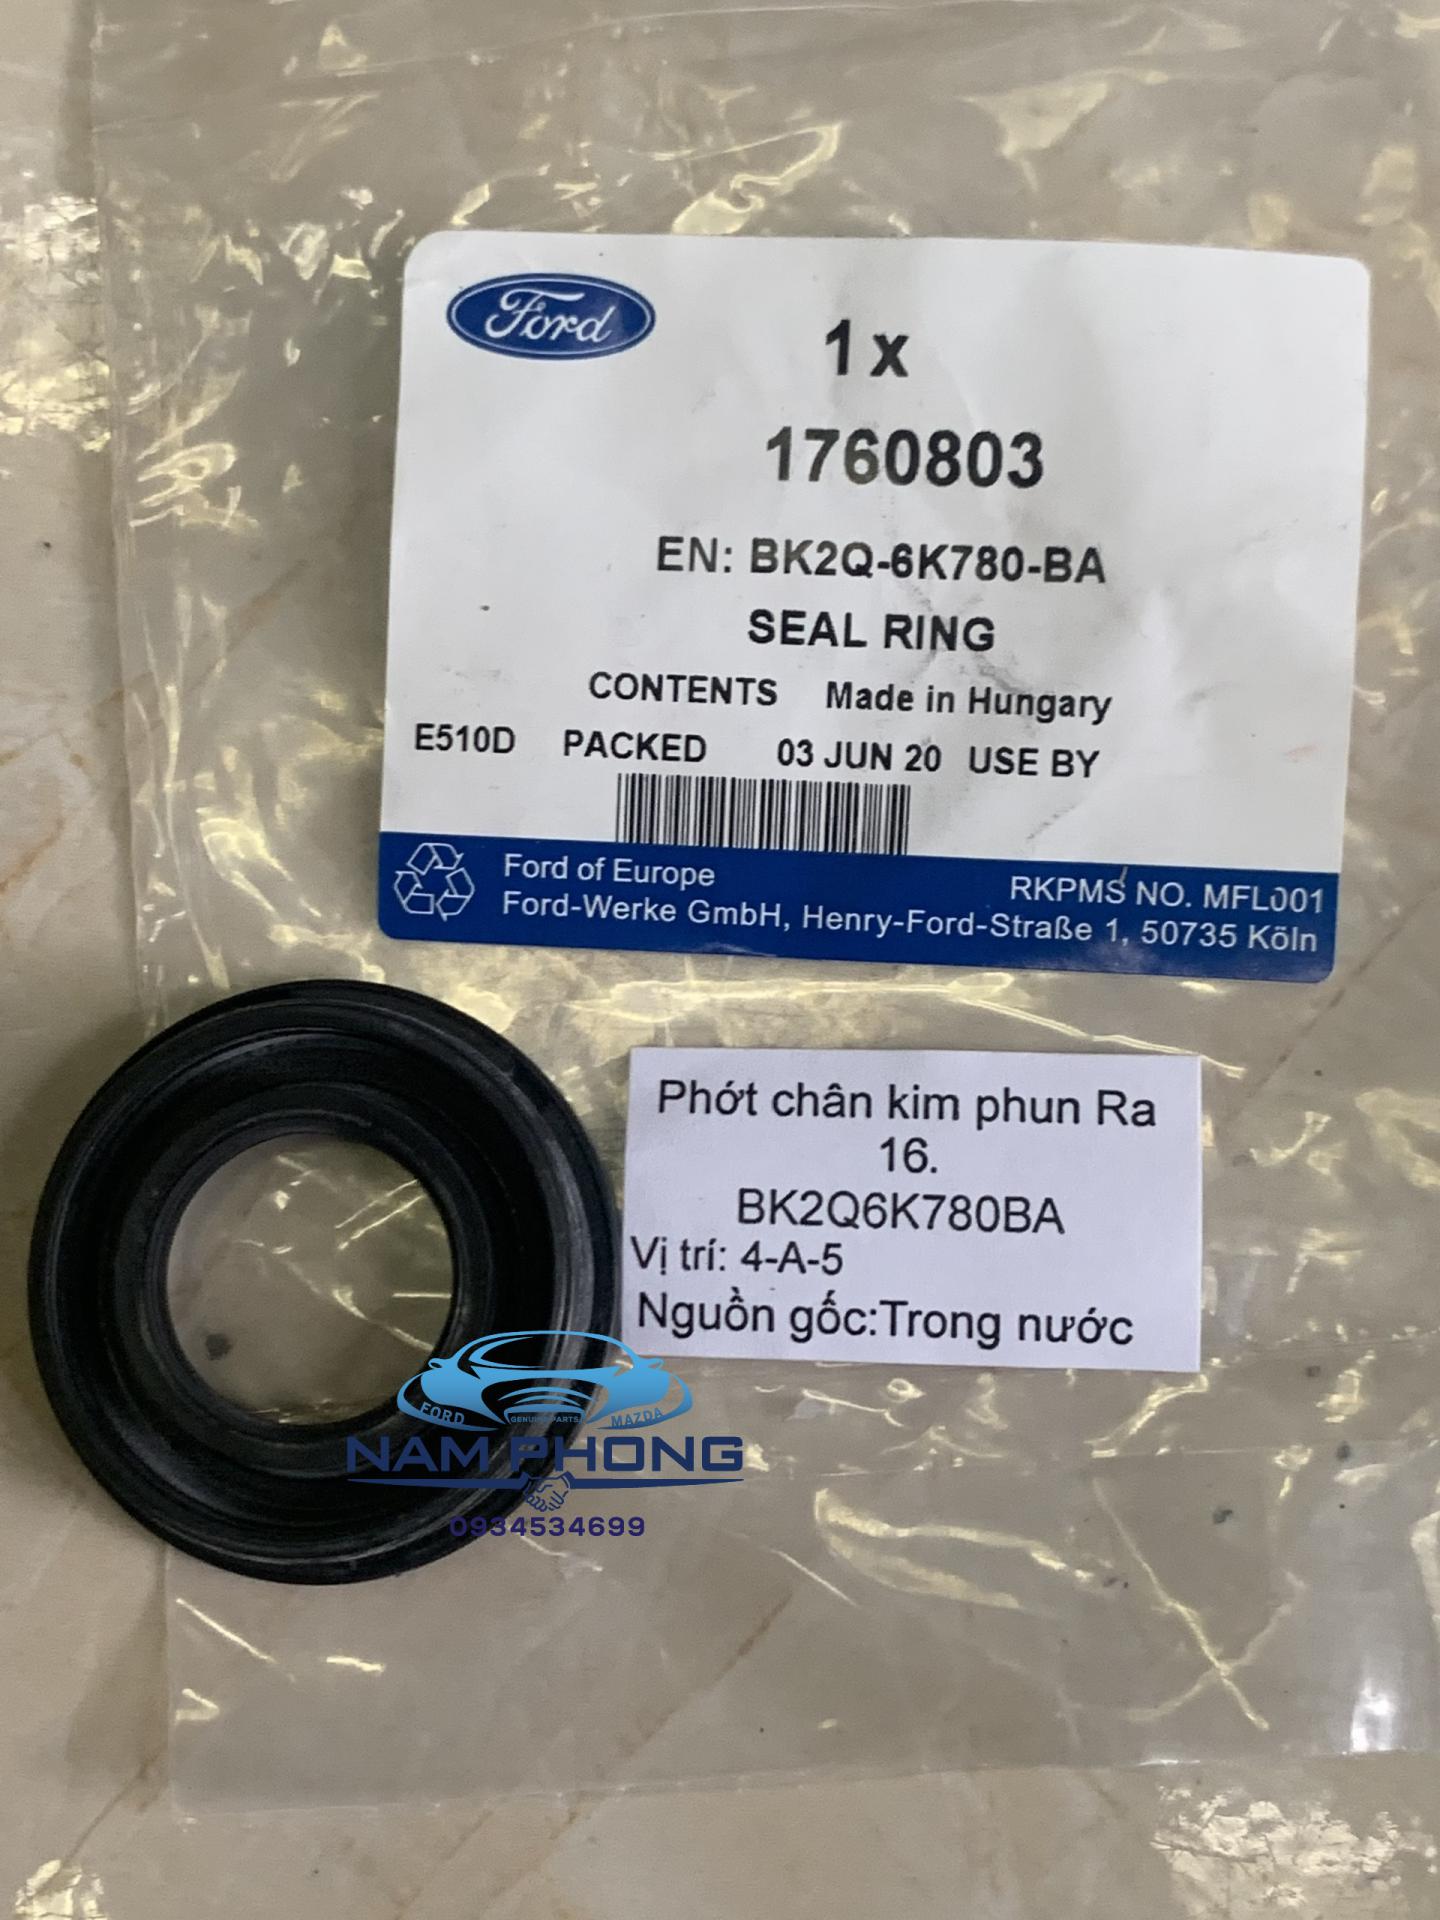 Ford
1 x
1760803
EN: BK2Q-6K780-BA
SEAL RING
CONTENTS Made in Hungary
E510D PACKED 03 JUN 20 USE BY
Ford of Europe
RKPMS NO. MFL001
Ford-Werke GmbH, Henry-Ford-Straße 1, 50735 Köln
Phớt chân kim phun Ra
16.
BK2Q6K780BA
Vị trí: 4-A-5
Nguồn gốc:Trong nước
FORD GENUINE PARTS MAZDA
NAM PHONG
0934534699